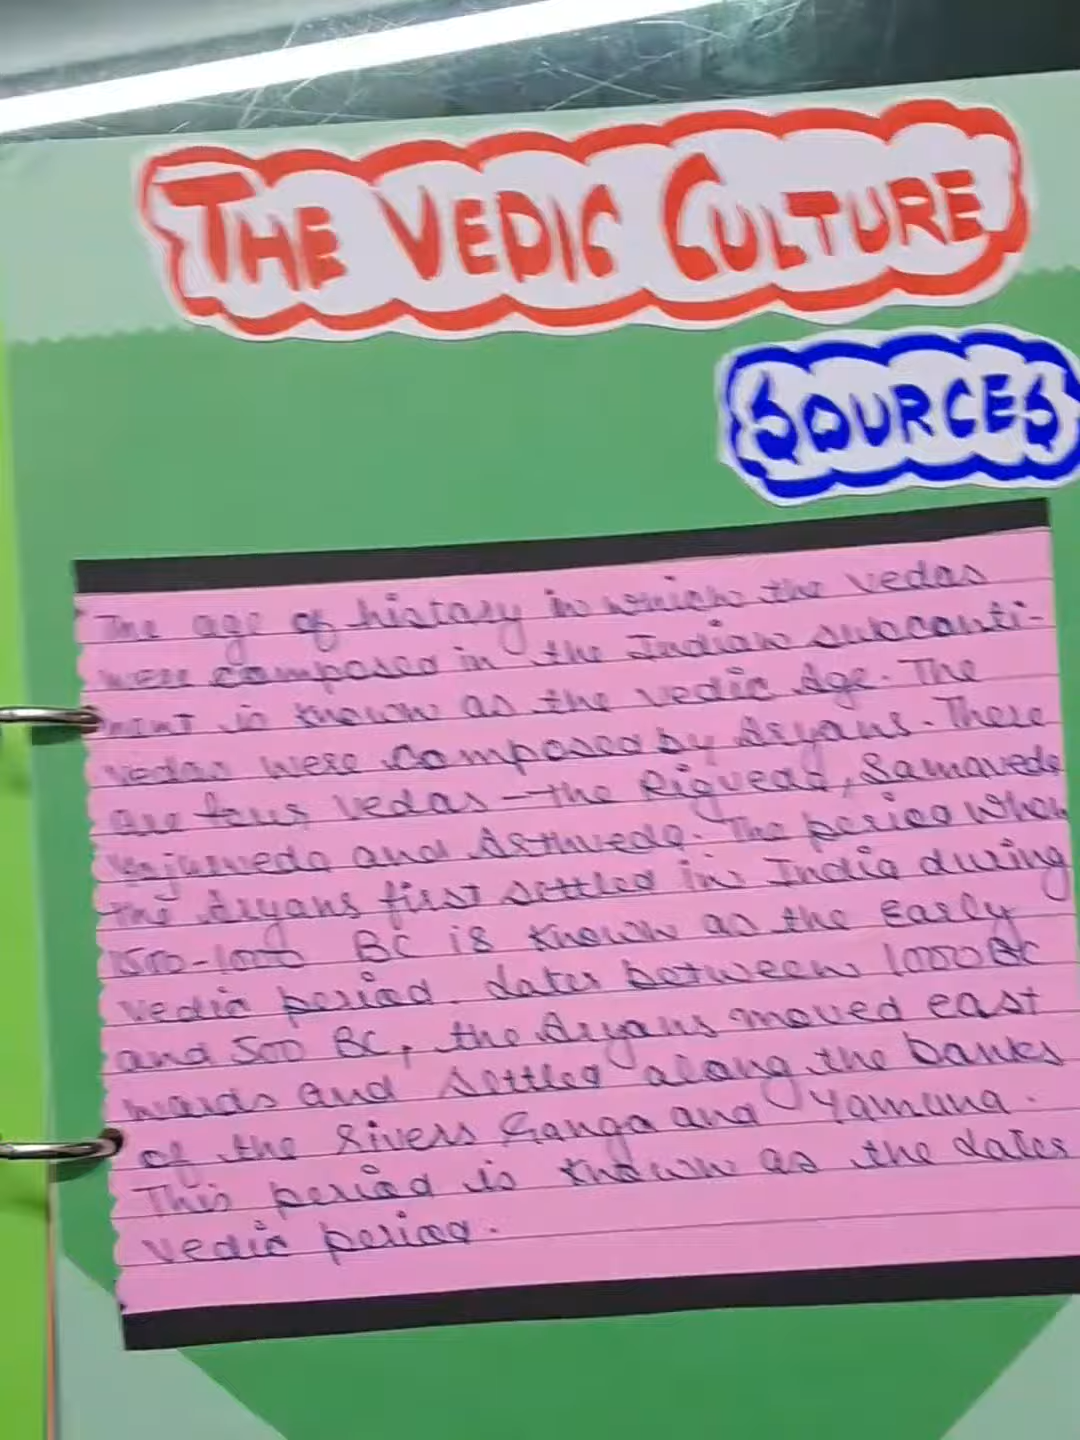 THE VEDIC CULTURE
SOURCES
The age of history in which the vedas
were composed in the Indian subconti-
nent is known as the vedic Age. The
vedas were composed by Aryans. There
are four vedas - the Rigveda, Samaveda
Yajurveda and Arthveda. The period when
the Aryans first settled in India during
1500-1000 BC is known as the Early
Vedic period. Later between 1000 BC
and 500 BC, the Aryans moved east
wards and settled along the banks
of the Rivers Ganga and Yamuna.
This period is known as the later
Vedic period.